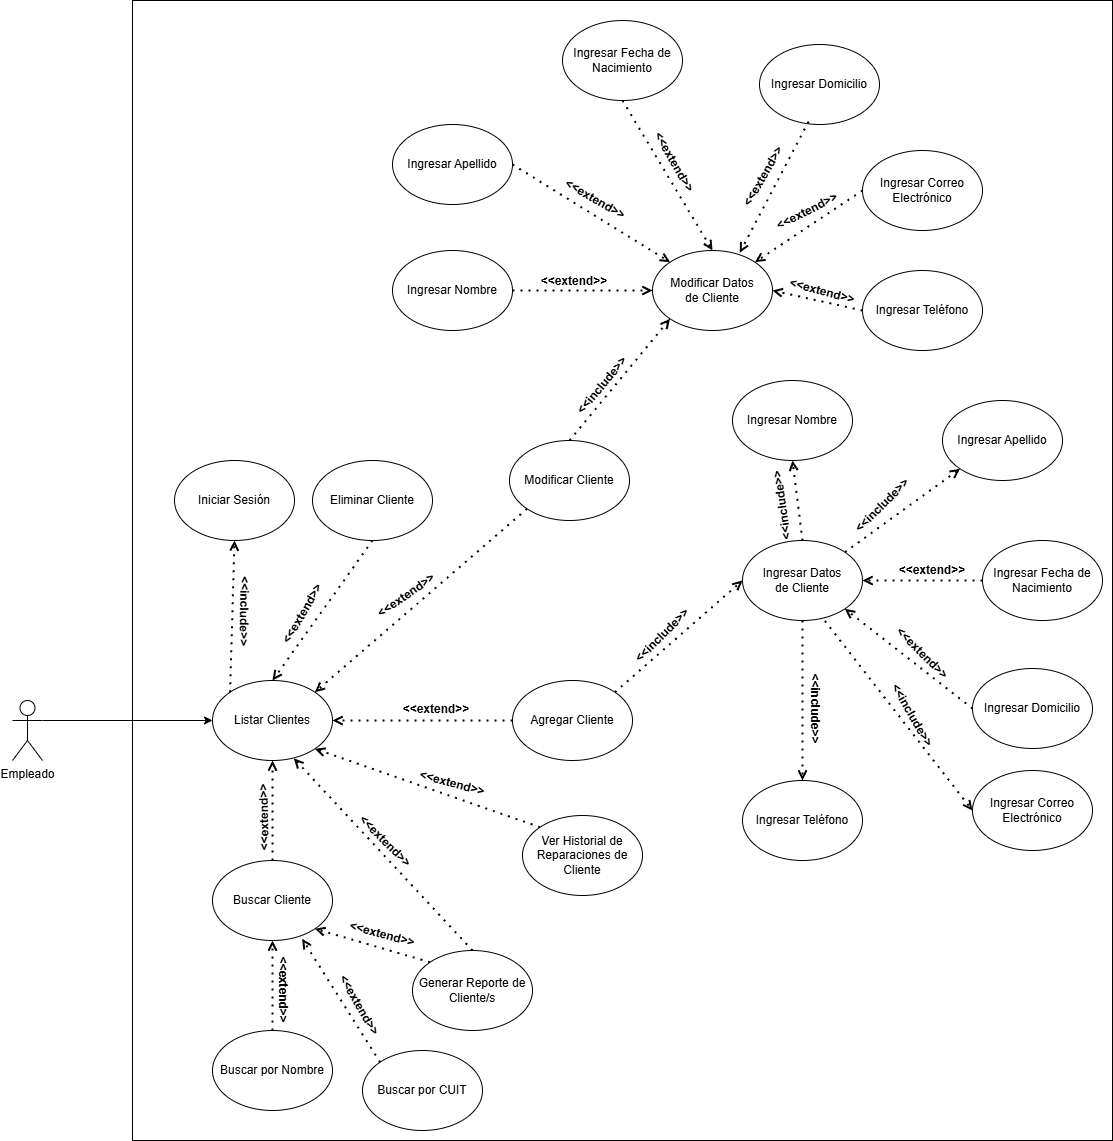 Ingresar Fecha de
Nacimiento
Ingresar Domicilio
<<extend>>
<<extend>>
Ingresar Apellido
<<extend>>
Ingresar Correo
Electrónico
<<extend>>
Ingresar Nombre
<<extend>>
Modificar Datos
de Cliente
<<extend>>
Ingresar Teléfono
<<include>>
Ingresar Nombre
Ingresar Apellido
Modificar Cliente
Iniciar Sesión
Eliminar Cliente
<<include>>
<<include>>
Ingresar Datos
de Cliente
<<extend>>
Ingresar Fecha de
Nacimiento
<<include>>
<<extend>>
<<extend>>
<<include>>
<<extend>>
Ingresar Domicilio
Listar Clientes
<<extend>>
Agregar Cliente
<<include>>
<<include>>
Empleado
<<extend>>
<<extend>>
<<extend>>
Ingresar Teléfono
Ingresar Correo
Electrónico
Ver Historial de
Reparaciones de
Cliente
Buscar Cliente
<<extend>>
<<extend>>
<<extend>>
Generar Reporte de
Cliente/s
Buscar por Nombre
Buscar por CUIT